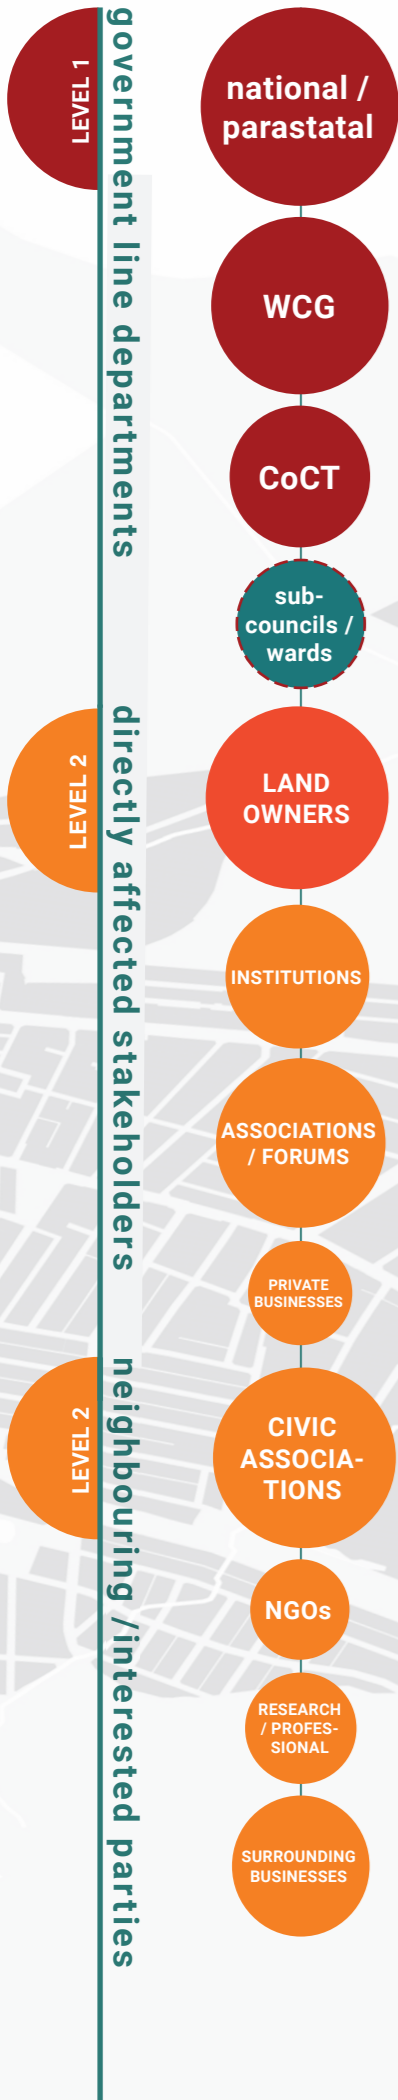 LEVEL 1
government line departments
national /
parastatal
WCG
CoCT
sub-
councils /
wards
LEVEL 2
directly affected stakeholders
LAND
OWNERS
INSTITUTIONS
ASSOCIATIONS
/ FORUMS
PRIVATE
BUSINESSES
LEVEL 2
neighbouring /interested parties
CIVIC
ASSOCIA-
TIONS
NGOs
RESEARCH
/ PROFES-
SIONAL
SURROUNDING
BUSINESSES